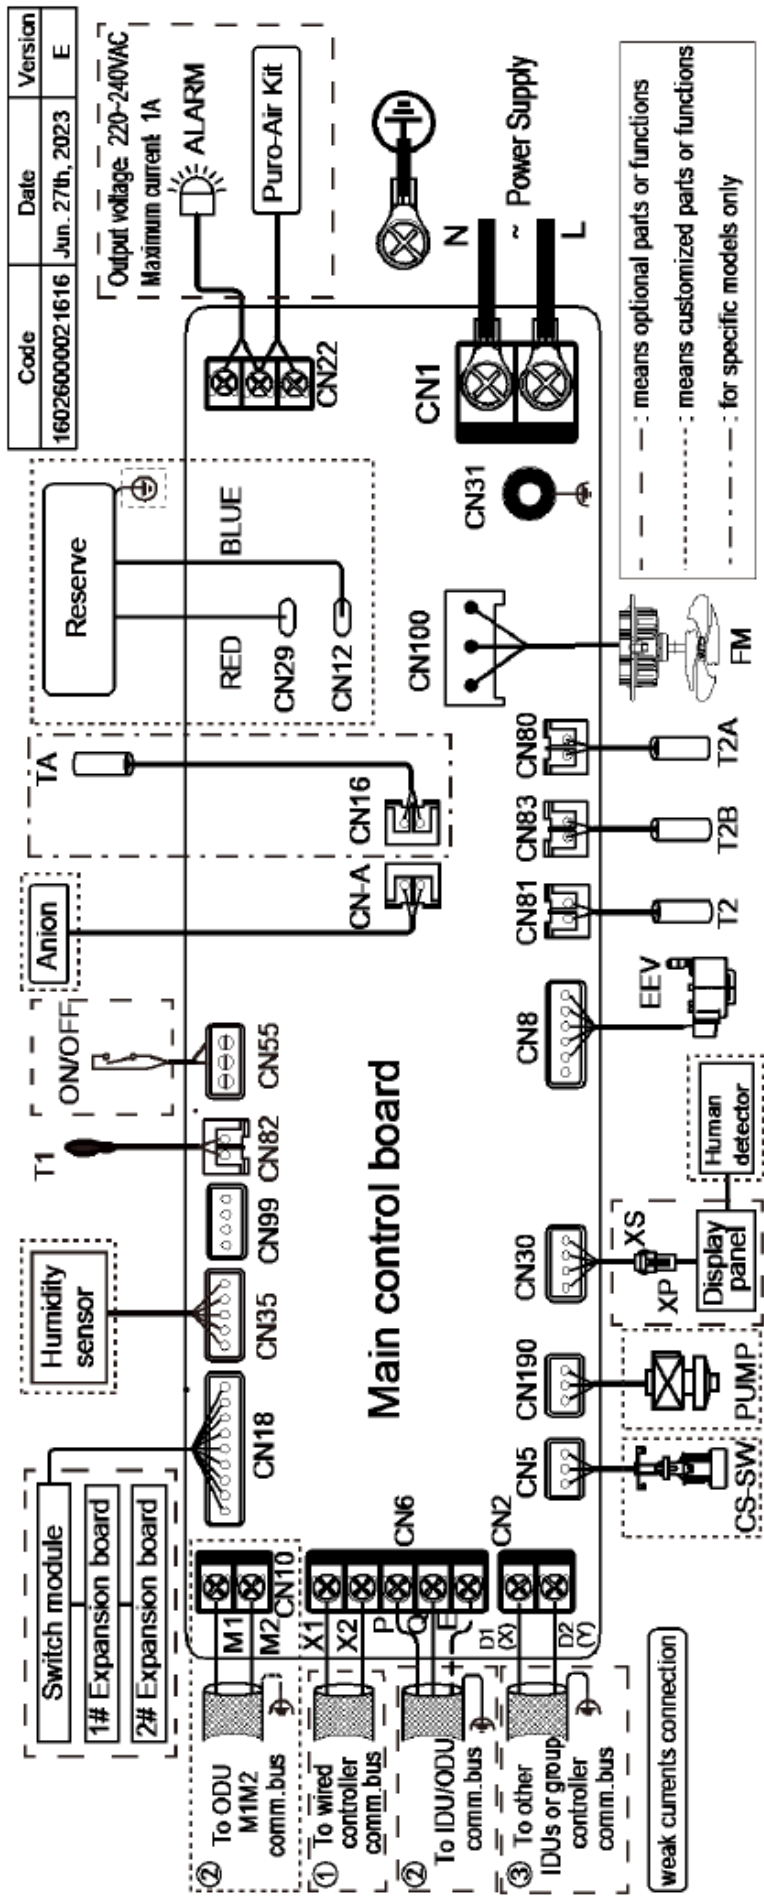 Code
Date
Version
16026000021616
Jun. 27th, 2023
E
Output voltage: 220~240VAC
Maximum current: 1A
ALARM
Puro-Air Kit
CN22
Reserve
RED
BLUE
CN29
CN12
TA
CN16
Anion
CN-A
ON/OFF
CN55
T1
CN82
CN99
Humidity
sensor
CN35
Switch module
1# Expansion board
2# Expansion board
CN18
Main control board
CN1
N
~
L
Power Supply
CN31
CN100
FM
CN80
T2A
CN83
T2B
CN81
T2
CN8
EEV
CN30
XS
XP
Display
panel
Human
detector
CN190
PUMP
CN5
CS-SW
CN10
M1
M2
② To ODU
M1M2
comm.bus
CN6
X1
X2
P
Q
E
① To wired
controller
comm.bus
② To IDU/ODU
comm.bus
CN2
D1
(X)
D2
(Y)
③ To other
IDUs or group
controller
comm.bus
weak currents connection
: means optional parts or functions
: means customized parts or functions
: for specific models only